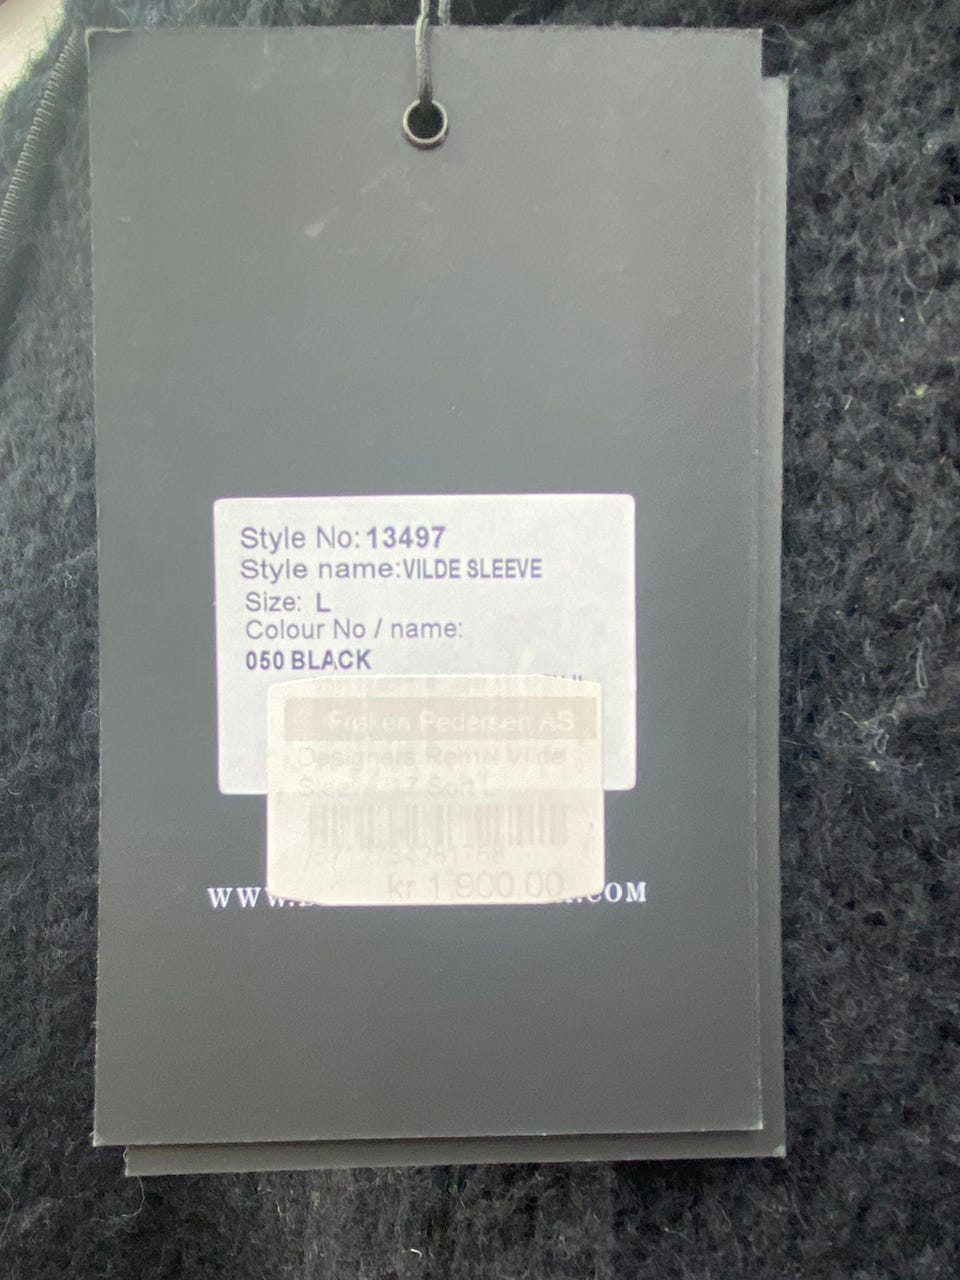 Style No: 13497
Style name: VILDE SLEEVE
Size: L
Colour No / name:
050 BLACK
Frøken Pedersen AS
Designers Remix Vilde
Soft L
kr 1 900,00